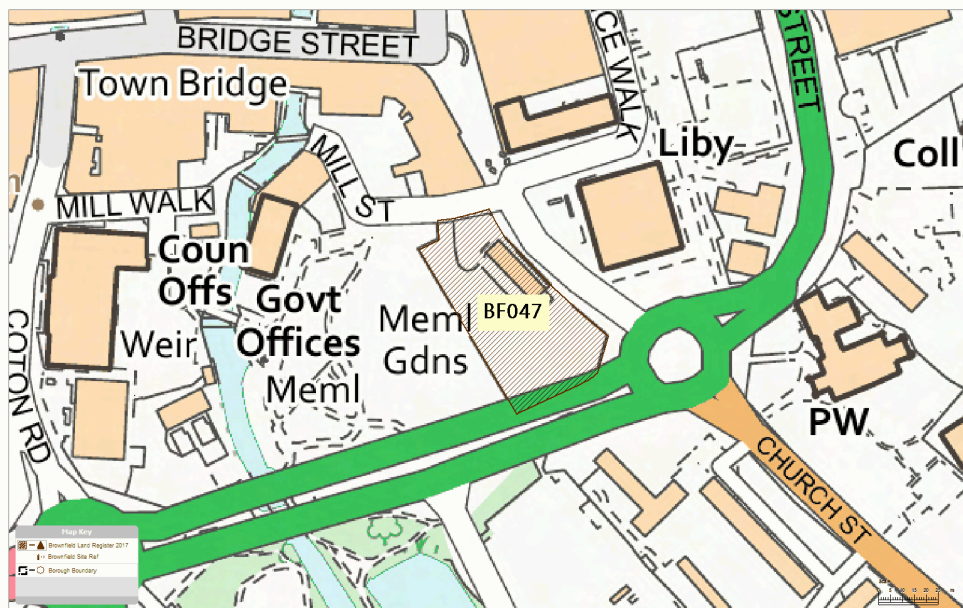 BRIDGE STREET
Town Bridge
CE WALK
STREET
Liby
Coll
MILL ST
MILL WALK
Coun
Offs
Govt
Offices
Weir
Meml
Meml
Gdns
BF047
COTON RD
PW
CHURCH ST
Map Key
Brownfield Land Register 2017
Brownfield Site Ref
Borough Boundary